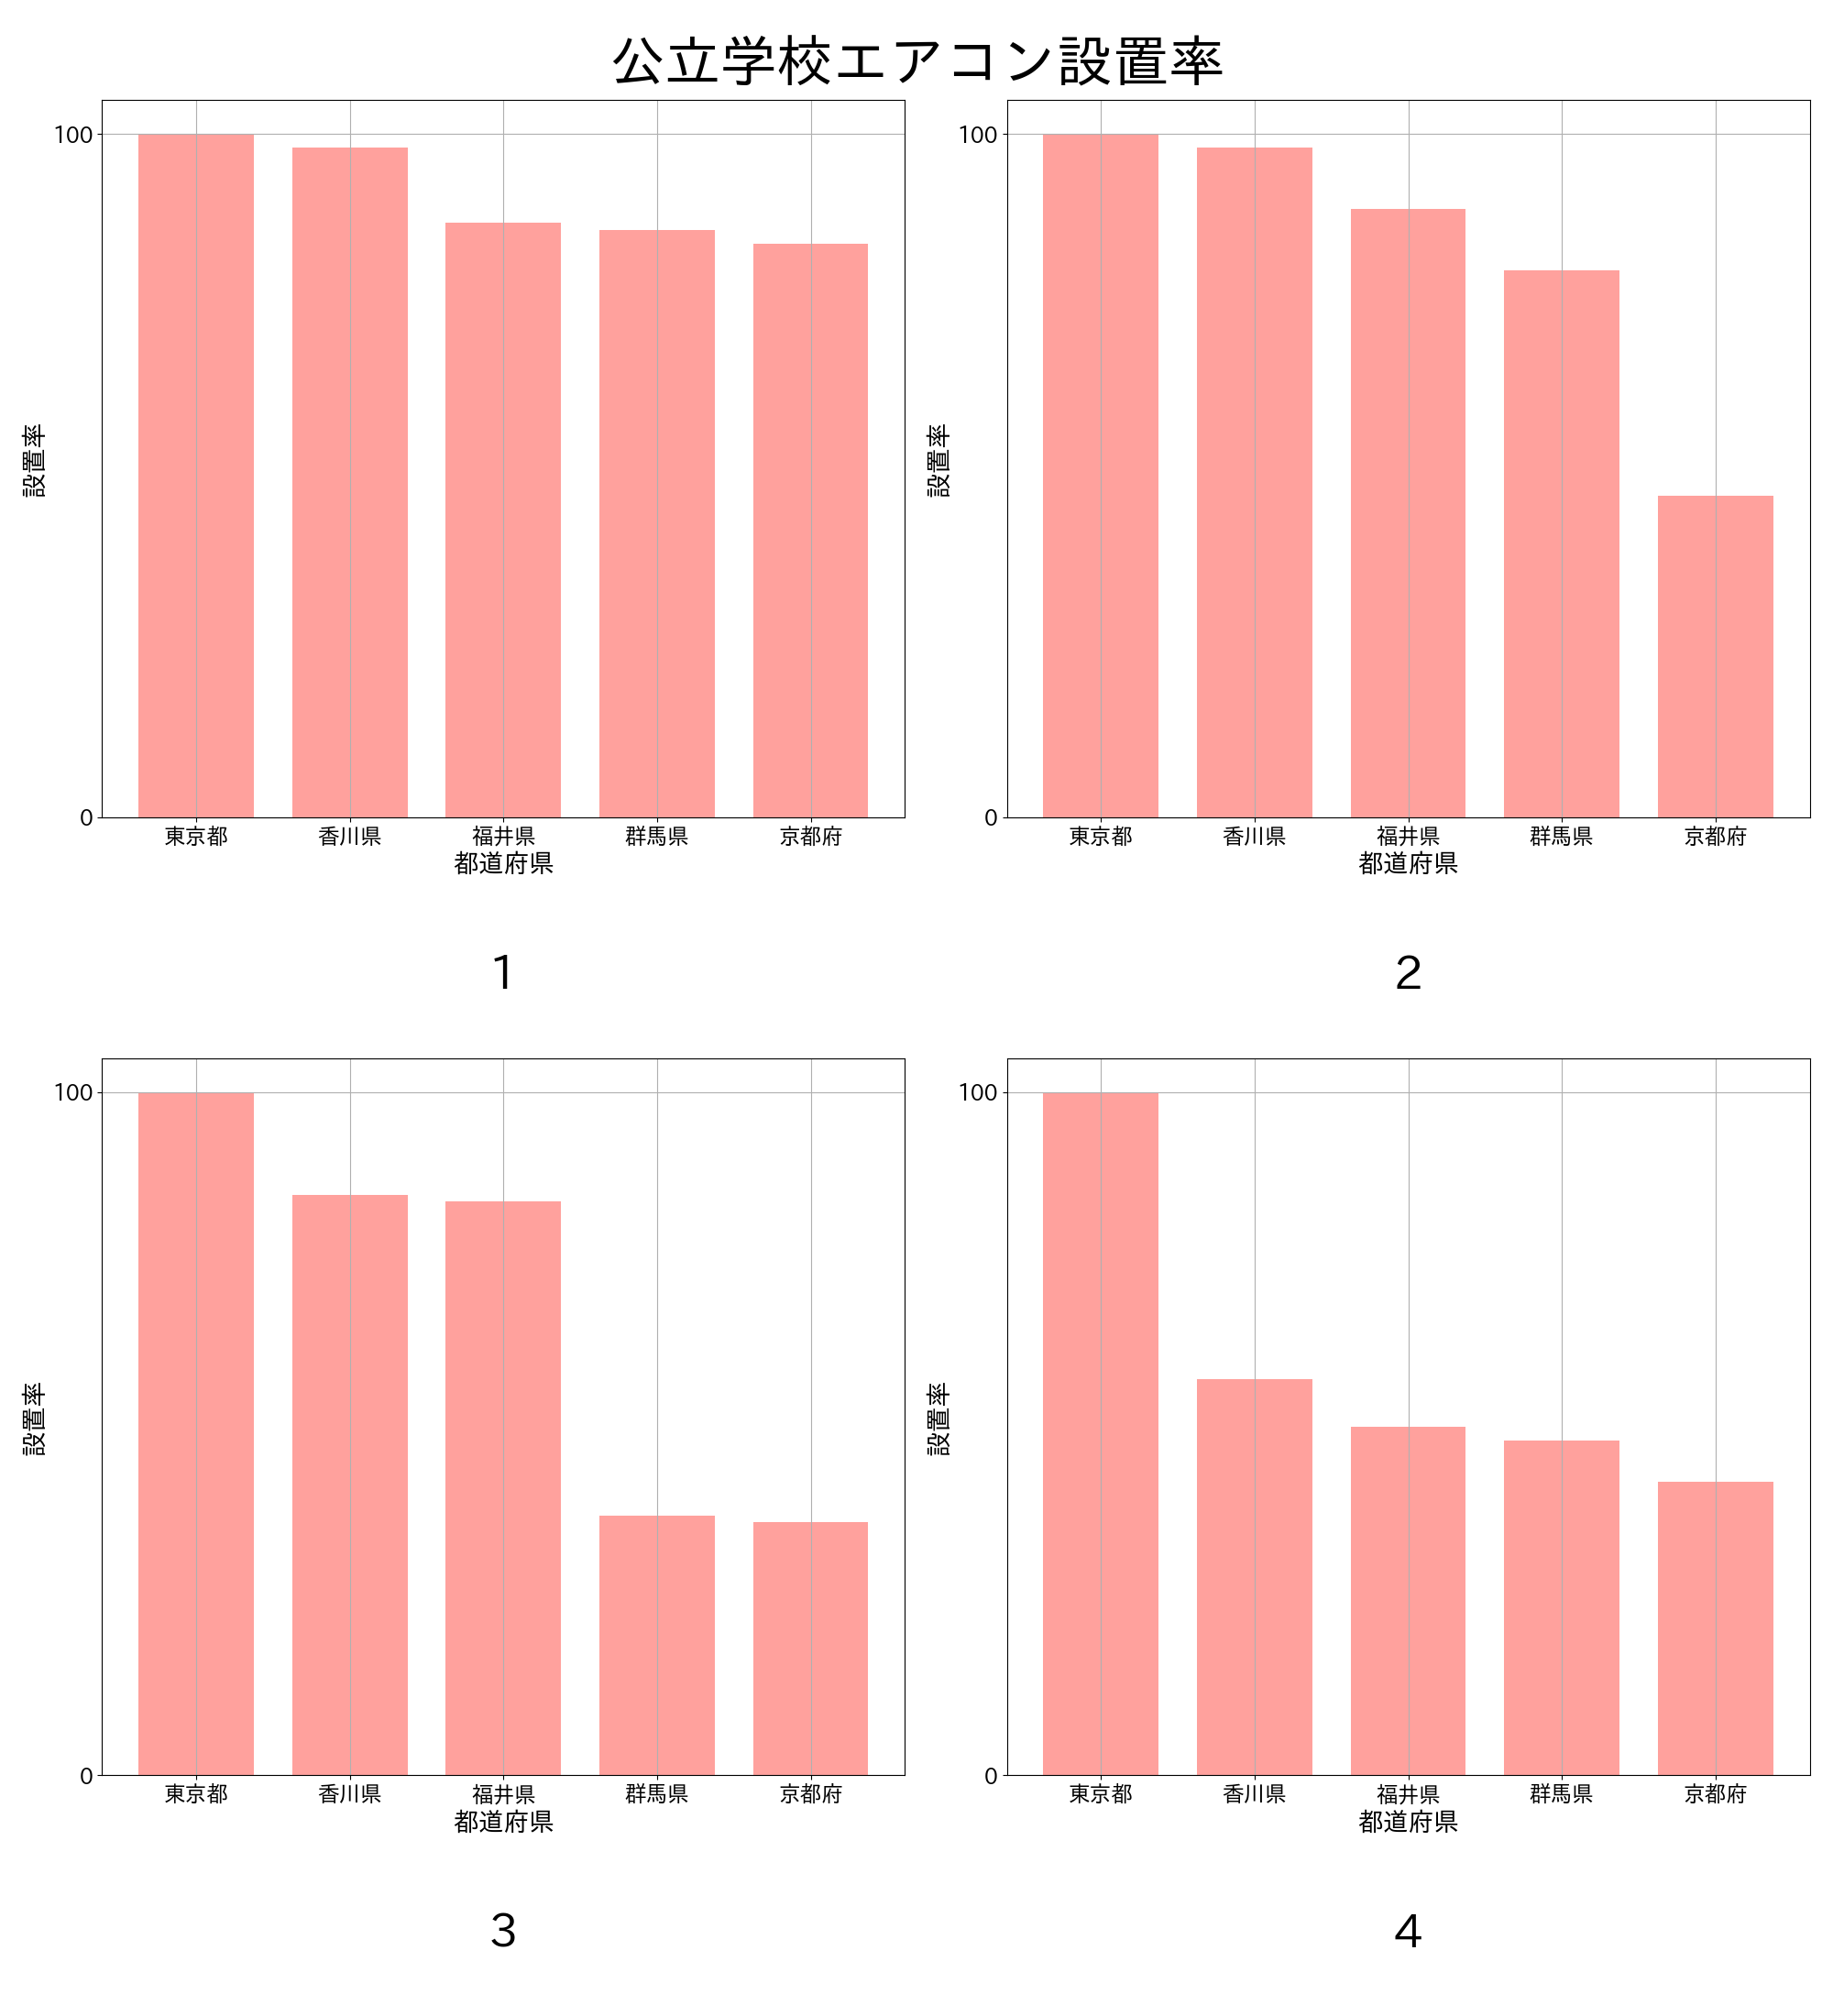 公立学校エアコン設置率
100
0
設置率
東京都 香川県 福井県 群馬県 京都府
都道府県
1
100
0
設置率
東京都 香川県 福井県 群馬県 京都府
都道府県
2
100
0
設置率
東京都 香川県 福井県 群馬県 京都府
都道府県
3
100
0
設置率
東京都 香川県 福井県 群馬県 京都府
都道府県
4